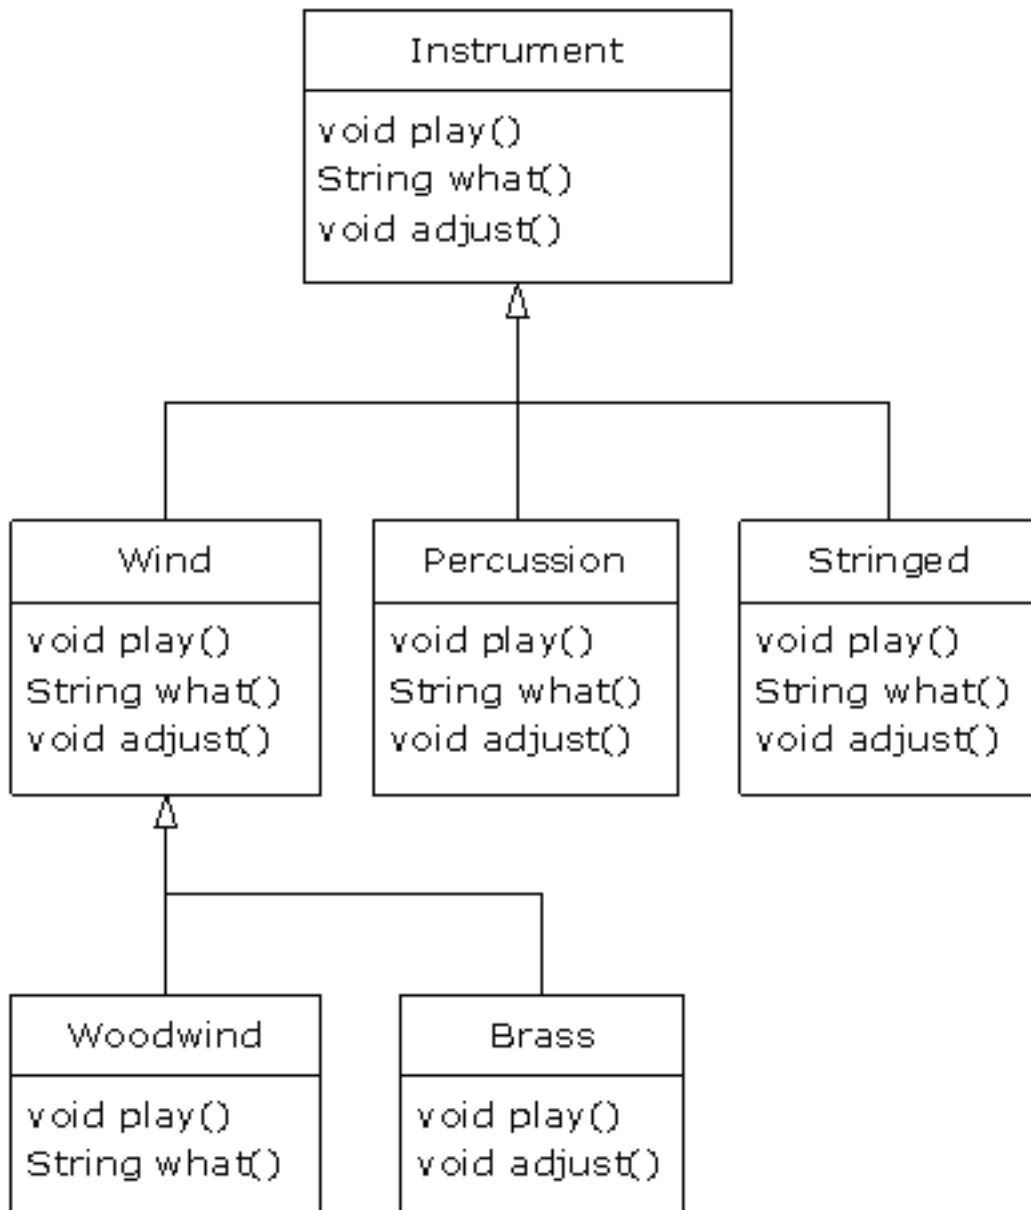 Instrument
void play()
String what()
void adjust()
Wind
void play()
String what()
void adjust()
Percussion
void play()
String what()
void adjust()
Stringed
void play()
String what()
void adjust()
Woodwind
void play()
String what()
Brass
void play()
void adjust()